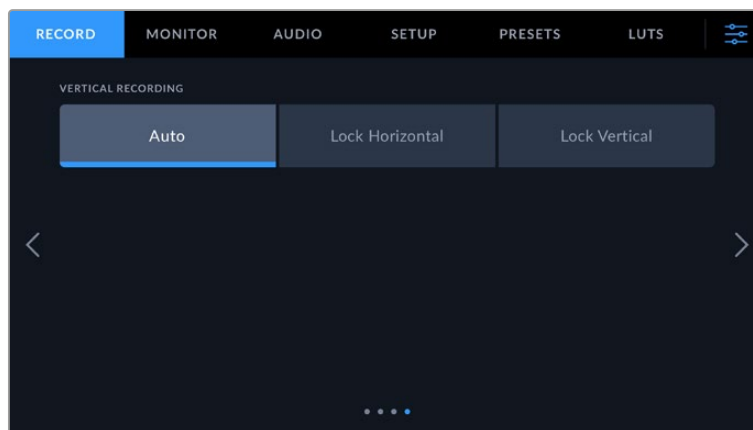 RECORD MONITOR AUDIO SETUP PRESETS LUTS
VERTICAL RECORDING
Auto Lock Horizontal Lock Vertical